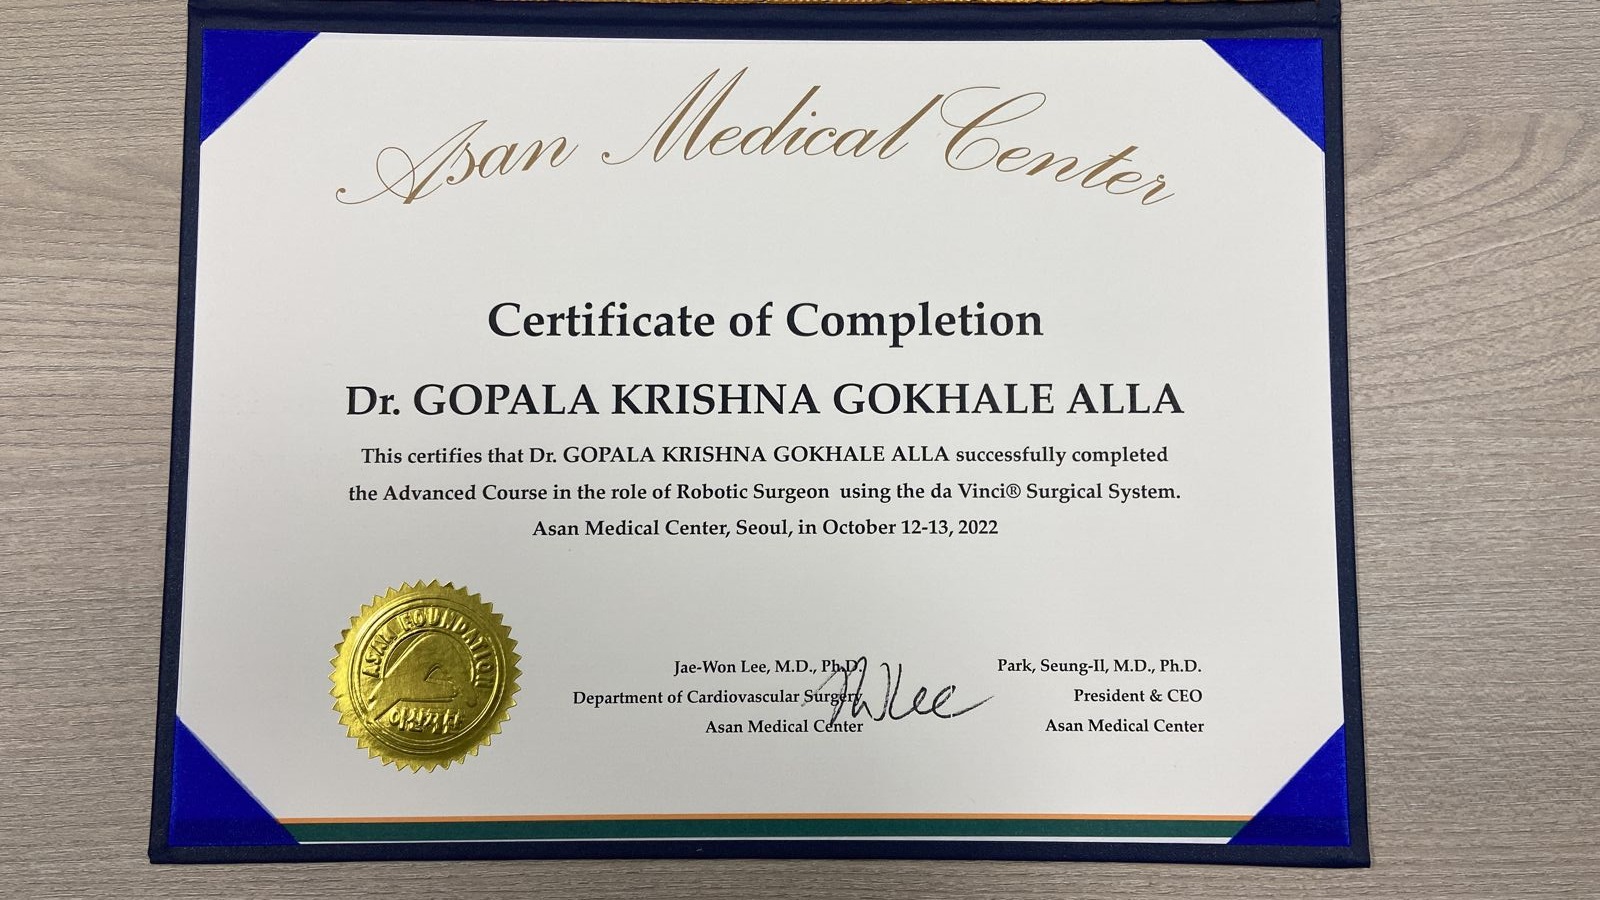 Asan Medical Center
Certificate of Completion
Dr. GOPALA KRISHNA GOKHALE ALLA
This certifies that Dr. GOPALA KRISHNA GOKHALE ALLA successfully completed
the Advanced Course in the role of Robotic Surgeon using the da Vinci® Surgical System.
Asan Medical Center, Seoul, in October 12-13, 2022
ASAN FOUNDATION
Jae-Won Lee, M.D., Ph.D.
Department of Cardiovascular Surgery
Asan Medical Center
Park, Seung-Il, M.D., Ph.D.
President & CEO
Asan Medical Center